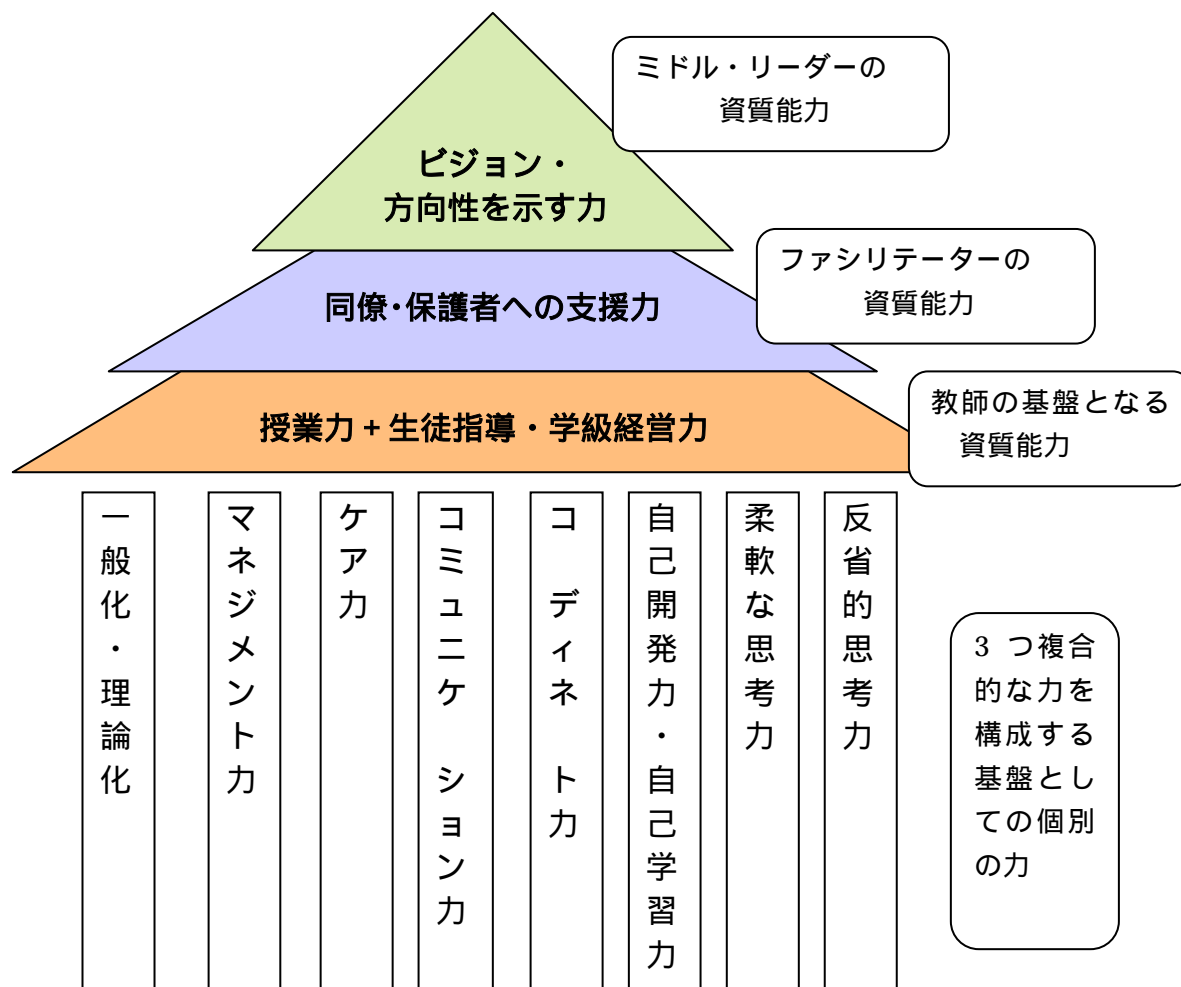 ミドル・リーダーの
資質能力
ビジョン・
方向性を示す力
ファシリテーターの
資質能力
同僚・保護者への支援力
教師の基盤となる
資質能力
授業力+生徒指導・学級経営力
一般化・理論化
マネジメント力
ケア力
コミュニケ ション力
コ ディネ ト力
自己開発力・自己学習力
柔軟な思考力
反省的思考力
3 つ複合
的な力を
構成する
基盤とし
ての個別
の力